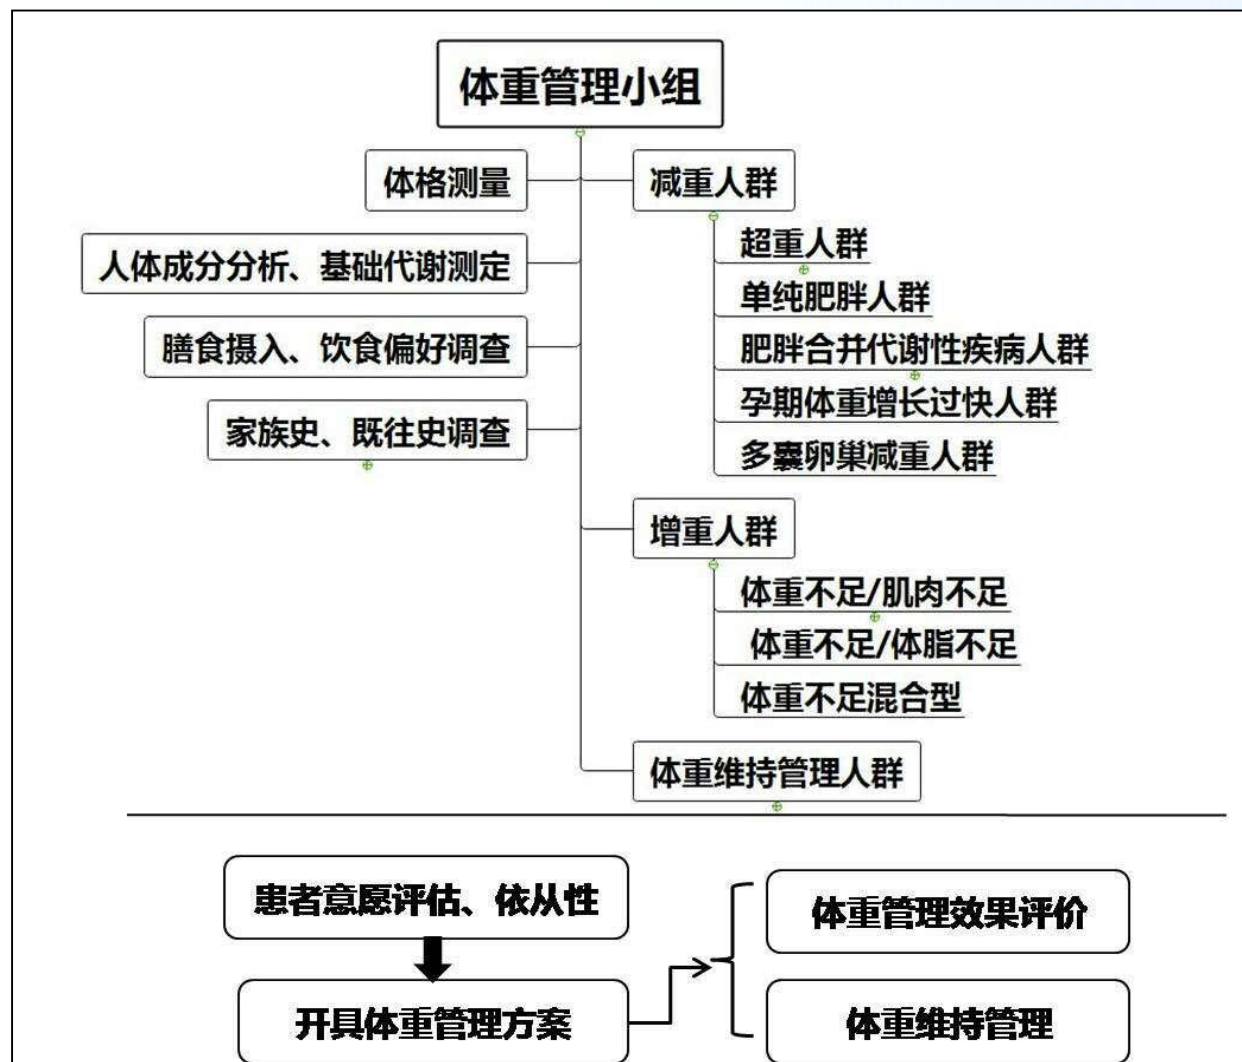 体重管理小组
体格测量
人体成分分析、基础代谢测定
膳食摄入、饮食偏好调查
家族史、既往史调查
减重人群
超重人群
单纯肥胖人群
肥胖合并代谢性疾病人群
孕期体重增长过快人群
多囊卵巢减重人群
增重人群
体重不足/肌肉不足
体重不足/体脂不足
体重不足混合型
体重维持管理人群
患者意愿评估、依从性
开具体重管理方案
体重管理效果评价
体重维持管理